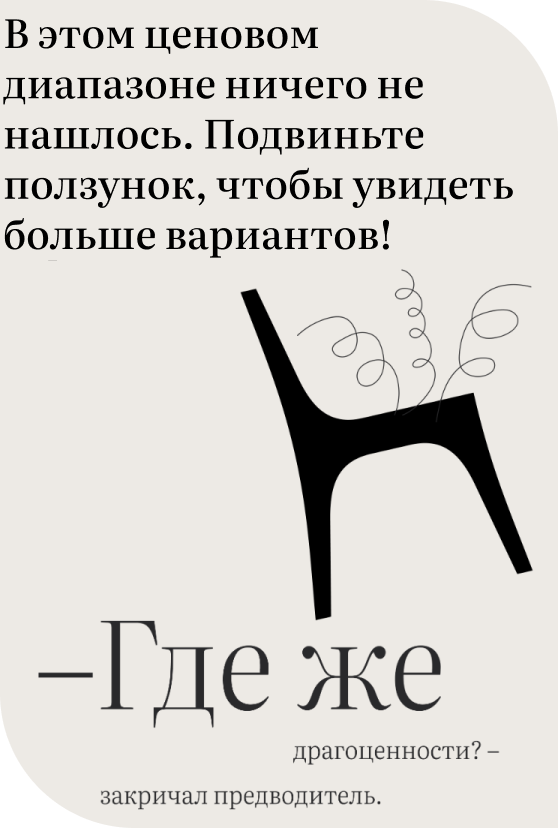 В этом ценовом
диапазоне ничего не
нашлось. Подвиньте
ползунок, чтобы увидеть
больше вариантов!
–Где же
драгоценности? –
закричал предводитель.